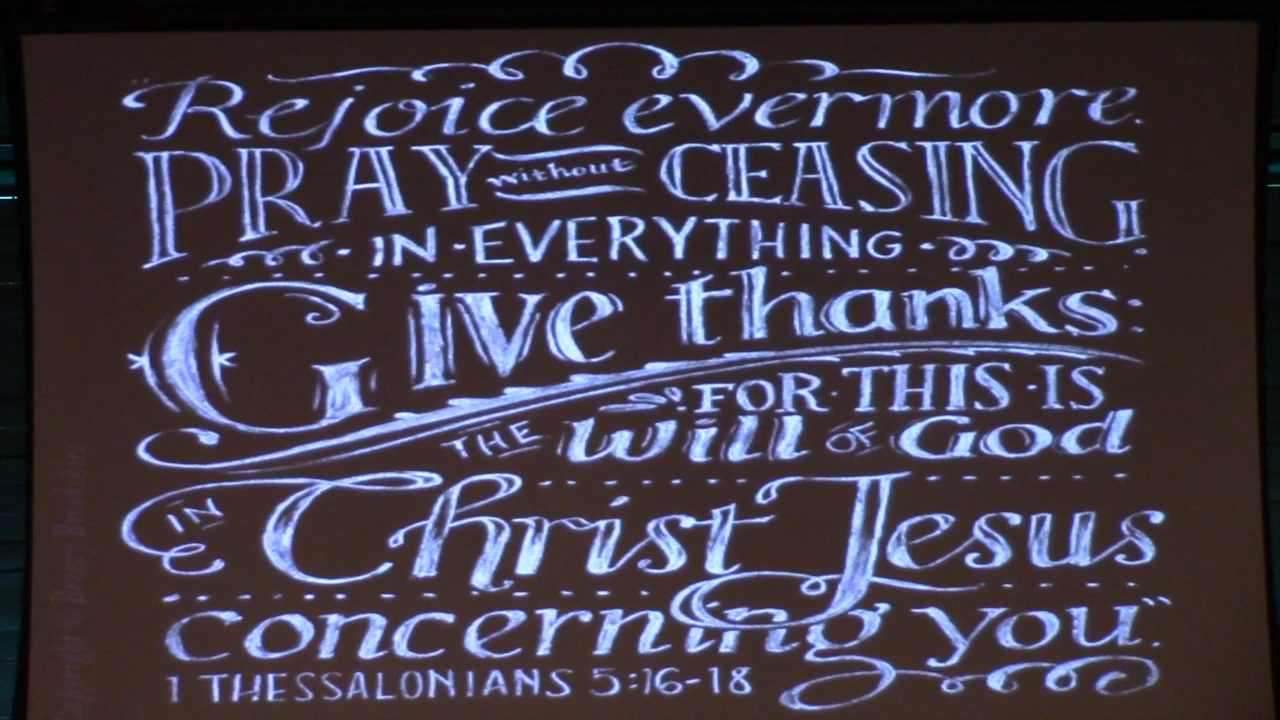 "Rejoice evermore.
PRAY without CEASING.
IN·EVERYTHING
Give thanks:
FOR·THIS·IS
THE will OF God
IN Christ Jesus
concerning you".
1 THESSALONIANS 5:16-18